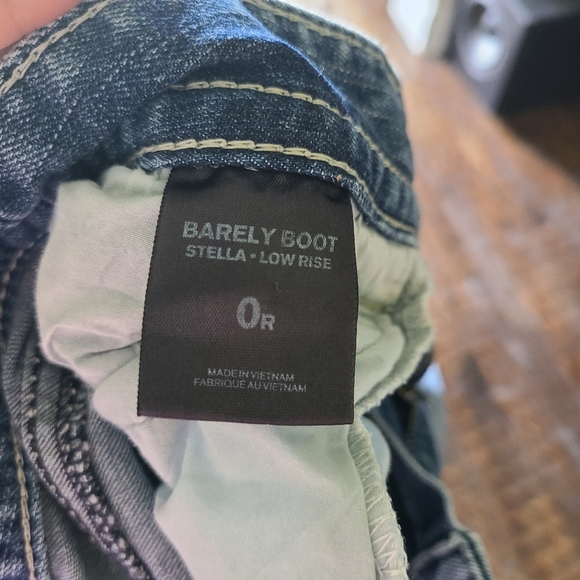 BARELY BOOT
STELLA • LOW RISE
0R
MADE IN VIETNAM
FABRIQUÉ AU VIETNAM